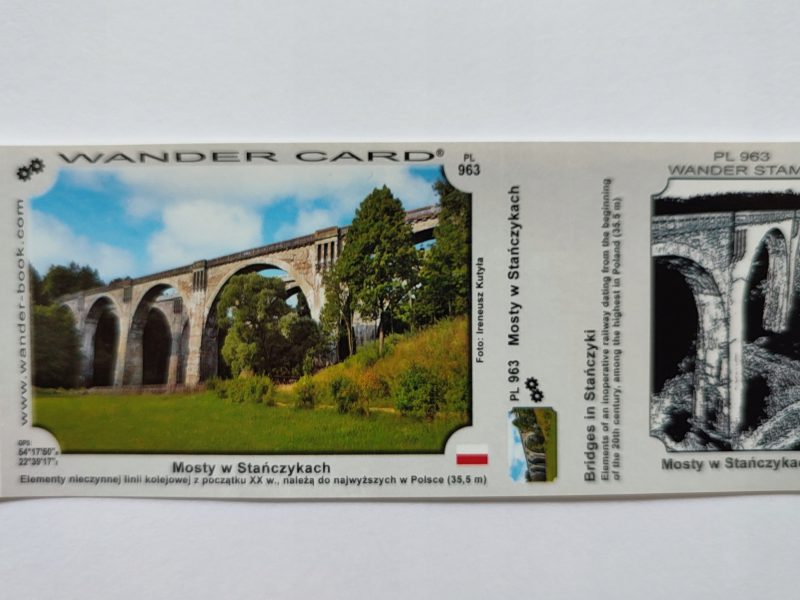 WANDER CARD®
PL
963
www.wander-book.com
Foto: Ireneusz Kutyła
GPS:
54°17'50"
22°39'17"
Mosty w Stańczykach
Elementy nieczynnej linii kolejowej z początku XX w., należą do najwyższych w Polsce (35,5 m)
PL 963 Mosty w Stańczykach
Bridges in Stańczyki
Elements of an inoperative railway dating from the beginning
of the 20th century, among the highest in Poland (35,5 m)
PL 963
WANDER STAM
Mosty w Stańczykac